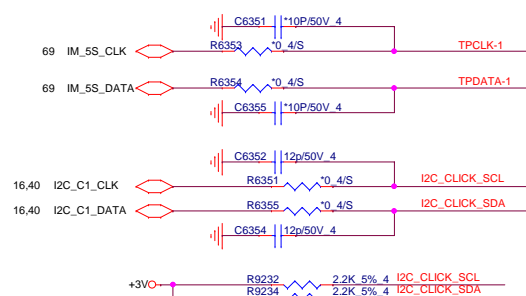 C6351 *10P/50V_4
69 IM_5S_CLK R6353 *0_4/S TPCLK-1
69 IM_5S_DATA R6354 *0_4/S TPDATA-1
C6355 *10P/50V_4
C6352 12p/50V_4
16,40 I2C_C1_CLK R6351 *0_4/S I2C_CLICK_SCL
16,40 I2C_C1_DATA R6355 *0_4/S I2C_CLICK_SDA
C6354 12p/50V_4
+3VO R9232 2.2K_5%_4 I2C_CLICK_SCL
R9234 2.2K_5%_4 I2C_CLICK_SDA